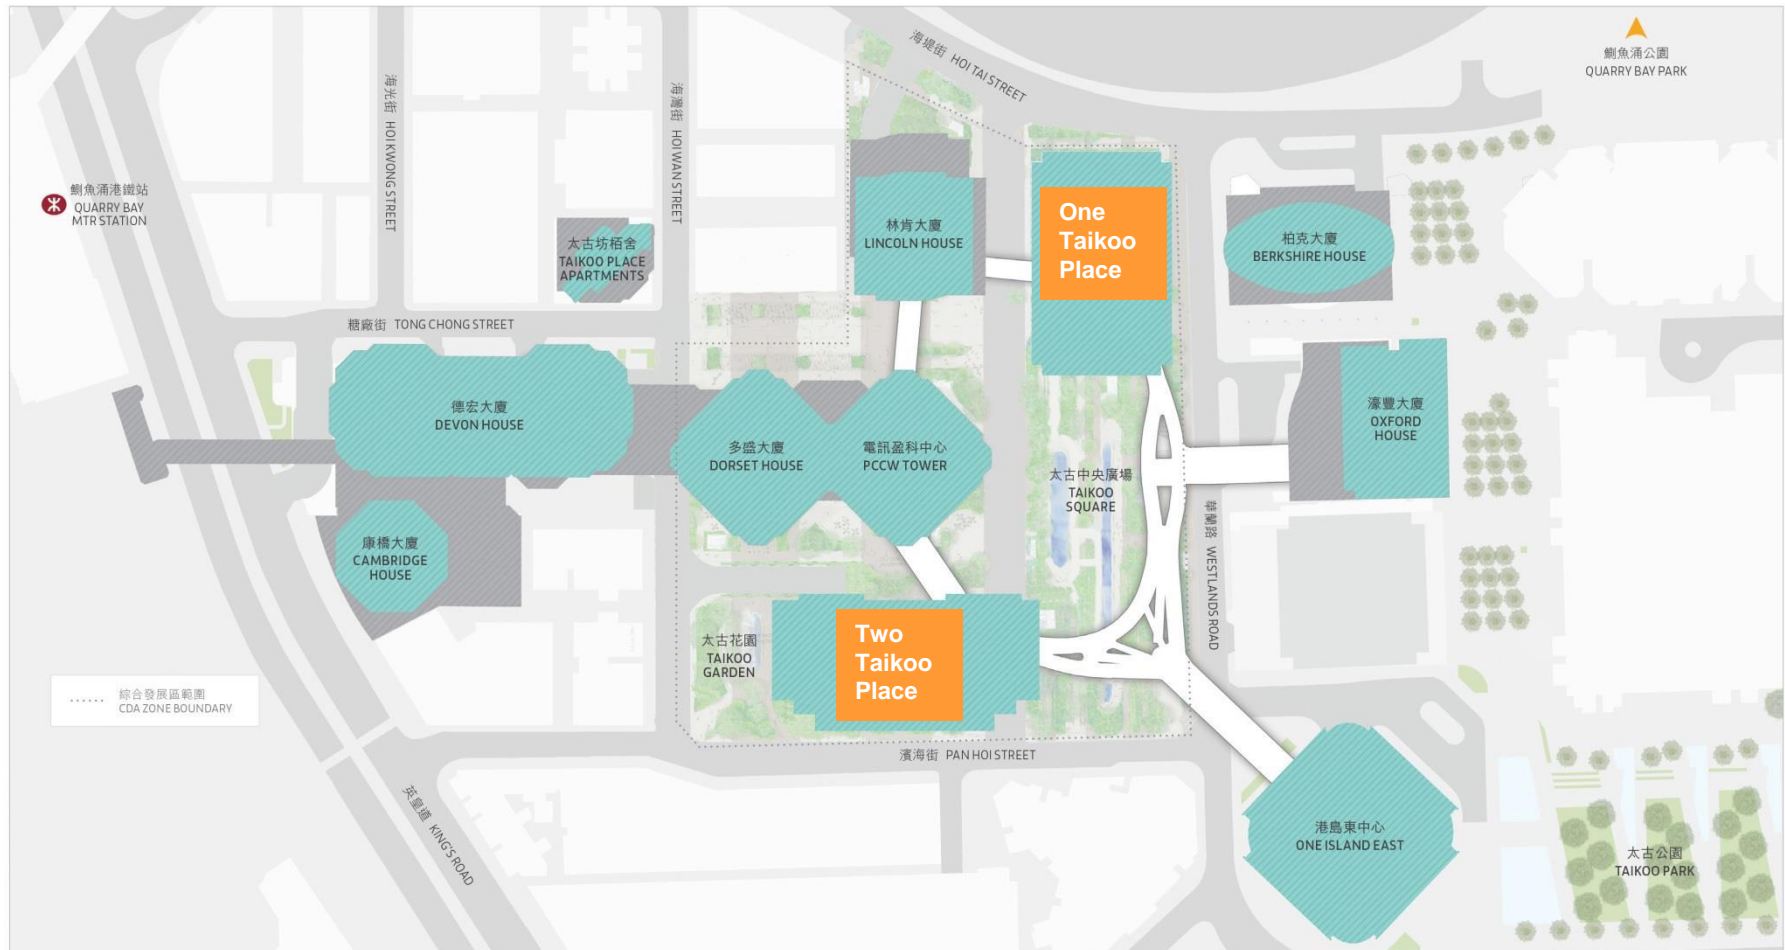 海堤街 HOI TAI STREET
鰂魚涌公園
QUARRY BAY PARK
海光街 HOI KWONG STREET
海灣街 HOI WAN STREET
鰂魚涌港鐵站
QUARRY BAY
MTR STATION
太古坊栢舍
TAIKOO PLACE
APARTMENTS
林肯大廈
LINCOLN HOUSE
One
Taikoo
Place
柏克大廈
BERKSHIRE HOUSE
糖廠街 TONG CHONG STREET
德宏大廈
DEVON HOUSE
多盛大廈
DORSET HOUSE
電訊盈科中心
PCCW TOWER
太古中央廣場
TAIKOO
SQUARE
濠豐大廈
OXFORD
HOUSE
康橋大廈
CAMBRIDGE
HOUSE
華蘭路 WESTLANDS ROAD
太古花園
TAIKOO
GARDEN
Two
Taikoo
Place
綜合發展區範圍
CDA ZONE BOUNDARY
濱海街 PAN HOI STREET
英皇道 KING'S ROAD
港島東中心
ONE ISLAND EAST
太古公園
TAIKOO PARK